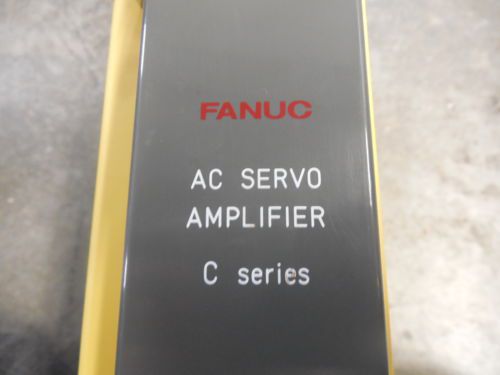 FANUC
AC SERVO
AMPLIFIER
C series